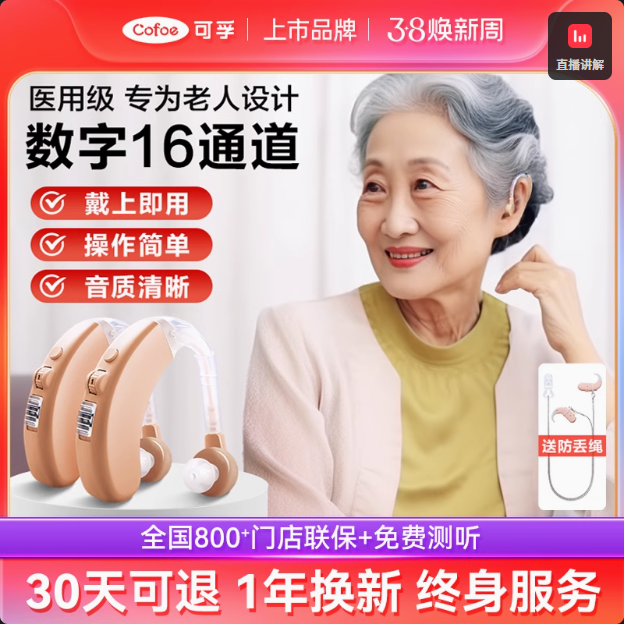 Cofoe 可孚 | 上市品牌 | 3.8焕新周
直播讲解
医用级 专为老人设计
数字16通道
戴上即用
操作简单
音质清晰
送防丢绳
全国800+门店联保+免费测听
30天可退 1年换新 终身服务